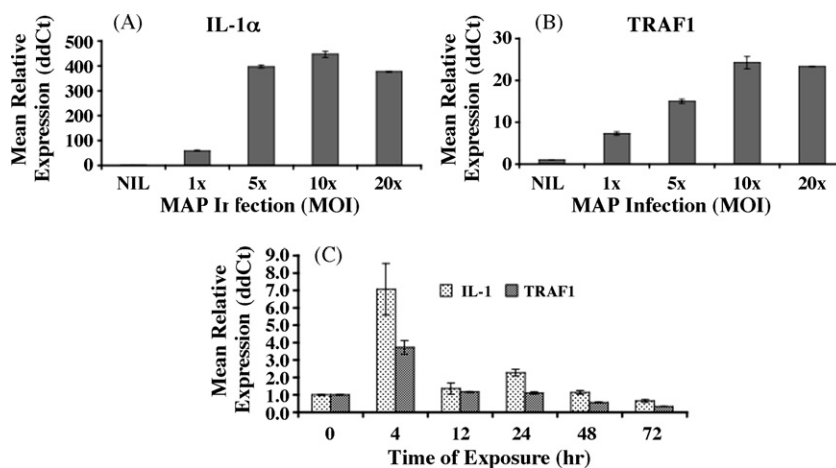 (A) IL-1α
Mean Relative
Expression (ddCt)
500
400
300
200
100
0
NIL 1x 5x 10x 20x
MAP Infection (MOI)
(B) TRAF1
Mean Relative
Expression (ddCt)
30
20
10
0
NIL 1x 5x 10x 20x
MAP Infection (MOI)
(C)
Mean Relative
Expression (ddCt)
9.0
8.0
7.0
6.0
5.0
4.0
3.0
2.0
1.0
0.0
IL-1 TRAF1
0 4 12 24 48 72
Time of Exposure (hr)